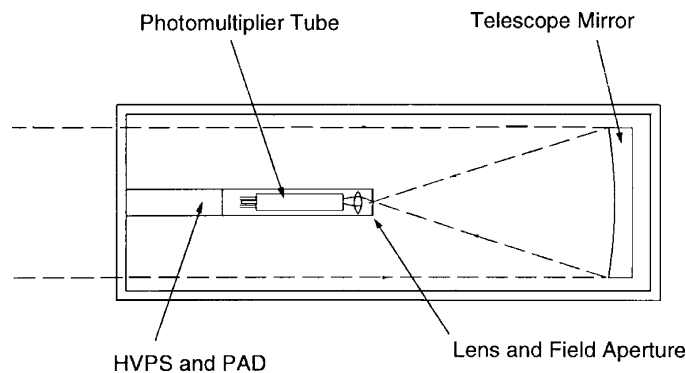 Photomultiplier Tube
Telescope Mirror
HVPS and PAD
Lens and Field Aperture